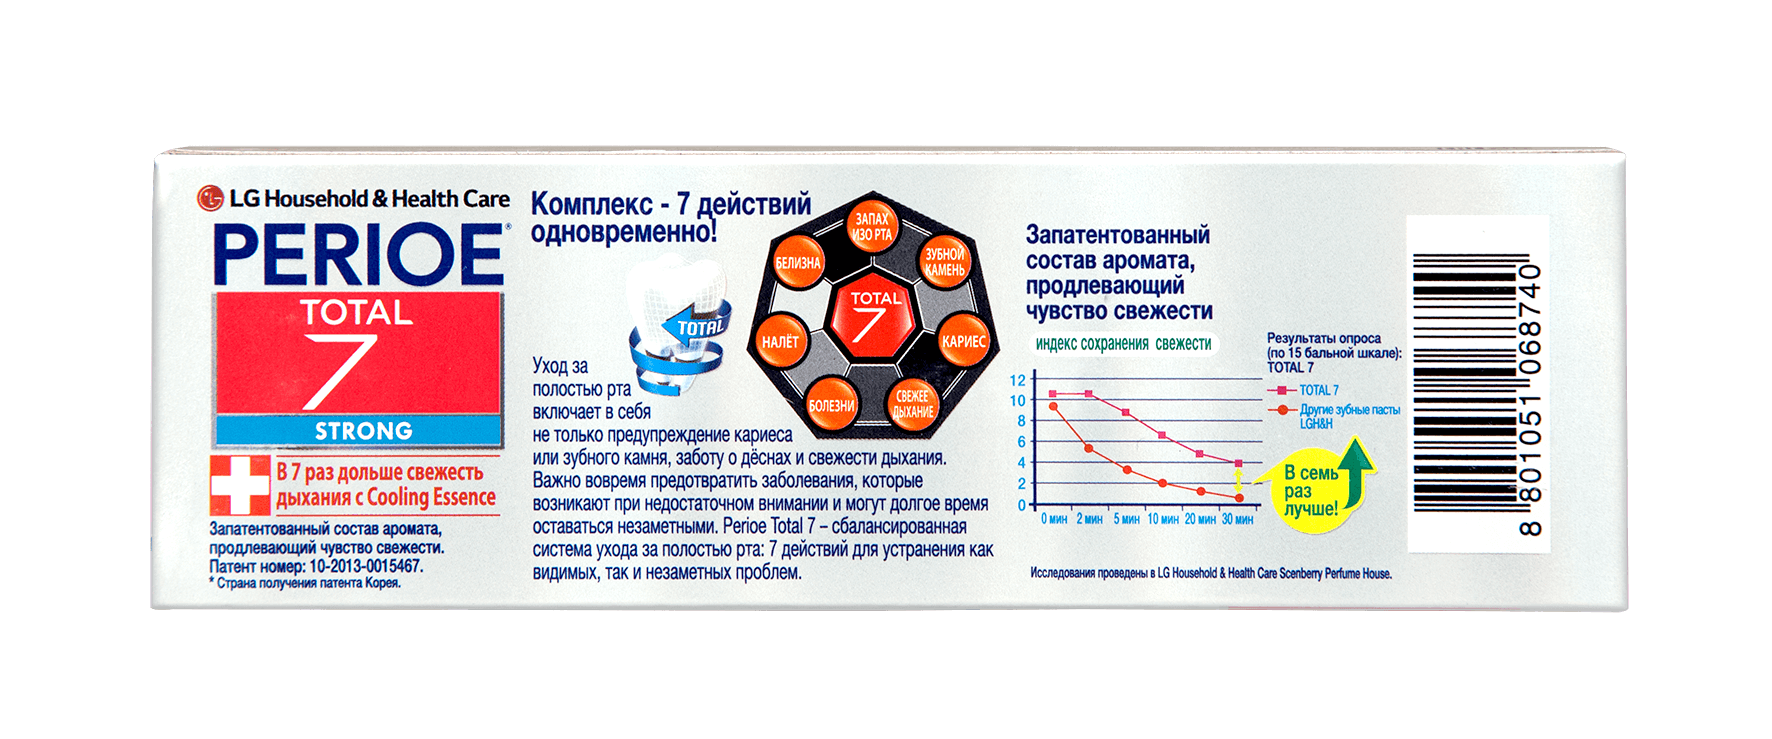 LG Household & Health Care
PERIOE®
TOTAL
7
STRONG
В 7 раз дольше свежесть
дыхания с Cooling Essence
Запатентованный состав аромата,
продлевающий чувство свежести.
Патент номер: 10-2013-0015467.
* Страна получения патента Корея.
Комплекс - 7 действий
одновременно!
TOTAL
Уход за
полостью рта
включает в себя
не только предупреждение кариеса
или зубного камня, заботу о дёснах и свежести дыхания.
Важно вовремя предотвратить заболевания, которые
возникают при недостаточном внимании и могут долгое время
оставаться незаметными. Perioe Total 7 – сбалансированная
система ухода за полостью рта: 7 действий для устранения как
видимых, так и незаметных проблем.
ЗАПАХ
ИЗО РТА
ЗУБНОЙ
КАМЕНЬ
КАРИЕС
СВЕЖЕЕ
ДЫХАНИЕ
БОЛЕЗНИ
НАЛЁТ
БЕЛИЗНА
TOTAL
7
Запатентованный
состав аромата,
продлевающий
чувство свежести
индекс сохранения свежести
12
10
8
6
4
2
0
0 мин 2 мин 5 мин 10 мин 20 мин 30 мин
Результаты опроса
(по 15 бальной шкале):
TOTAL 7
TOTAL 7
Другие зубные пасты
LGH&H
В семь
раз
лучше!
Исследования проведены в LG Household & Health Care Scenberry Perfume House.
8 801051 068740